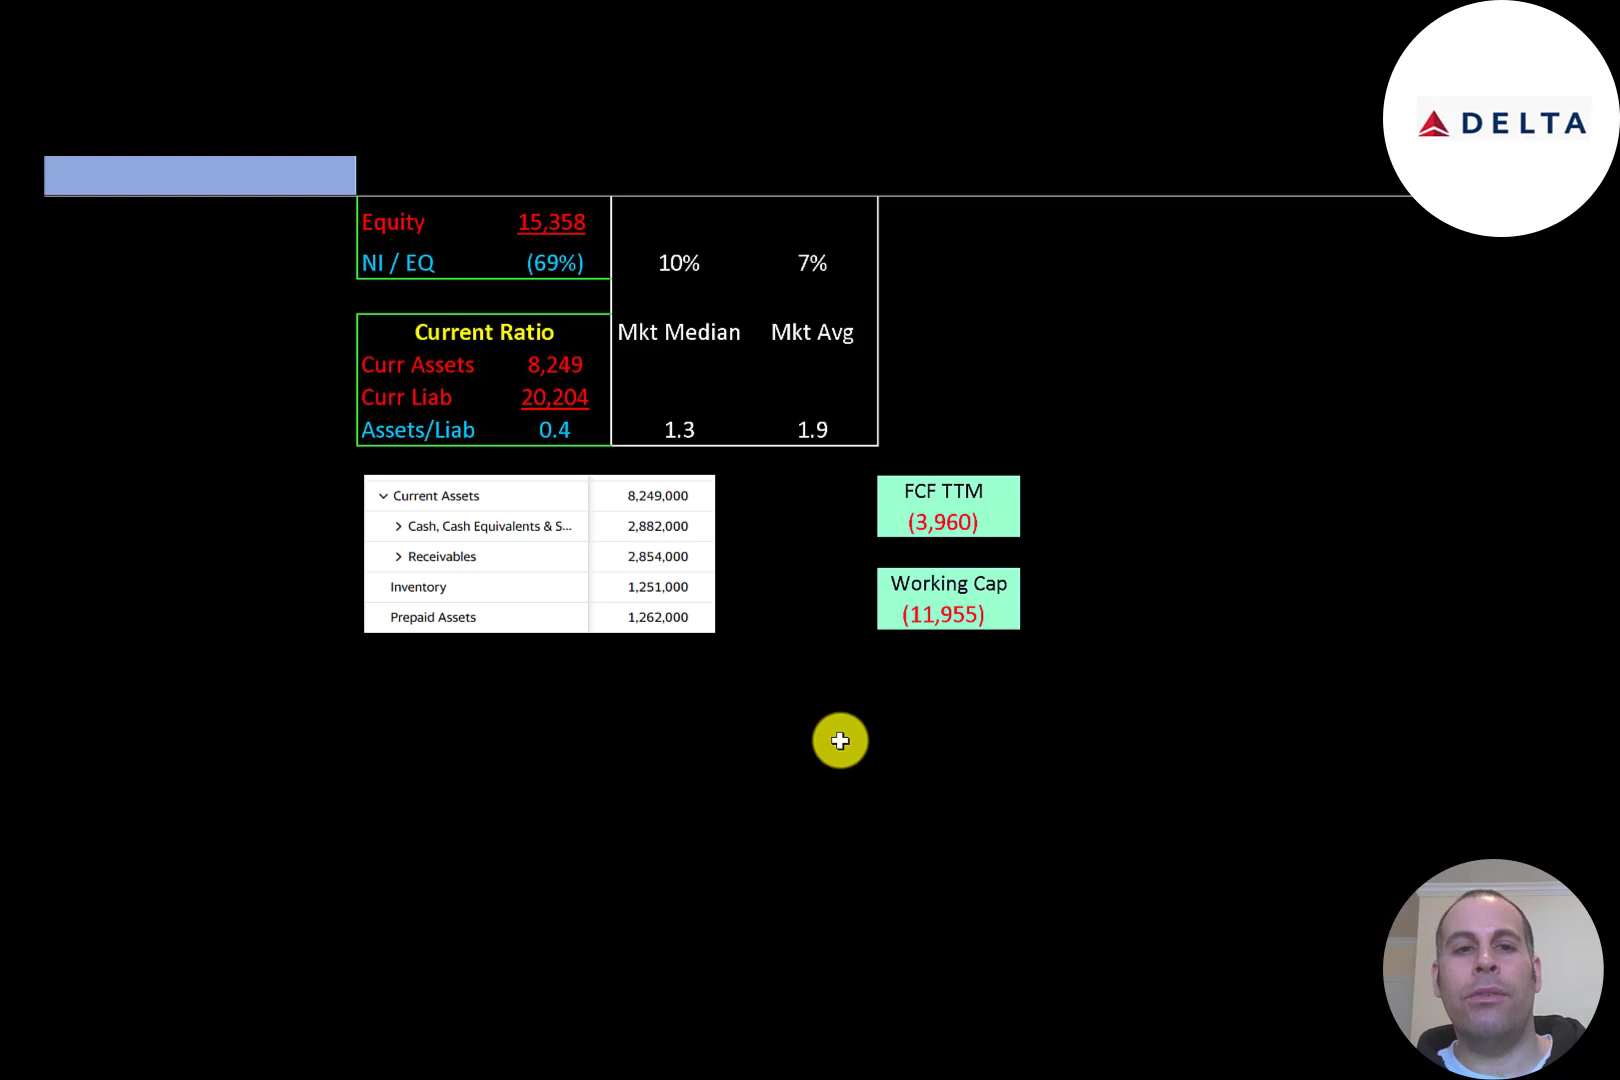 DELTA
Equity 15,358
NI / EQ (69%) 10% 7%
Current Ratio Mkt Median Mkt Avg
Curr Assets 8,249
Curr Liab 20,204
Assets/Liab 0.4 1.3 1.9
Current Assets 8,249,000
Cash, Cash Equivalents & S... 2,882,000
Receivables 2,854,000
Inventory 1,251,000
Prepaid Assets 1,262,000
FCF TTM
(3,960)
Working Cap
(11,955)